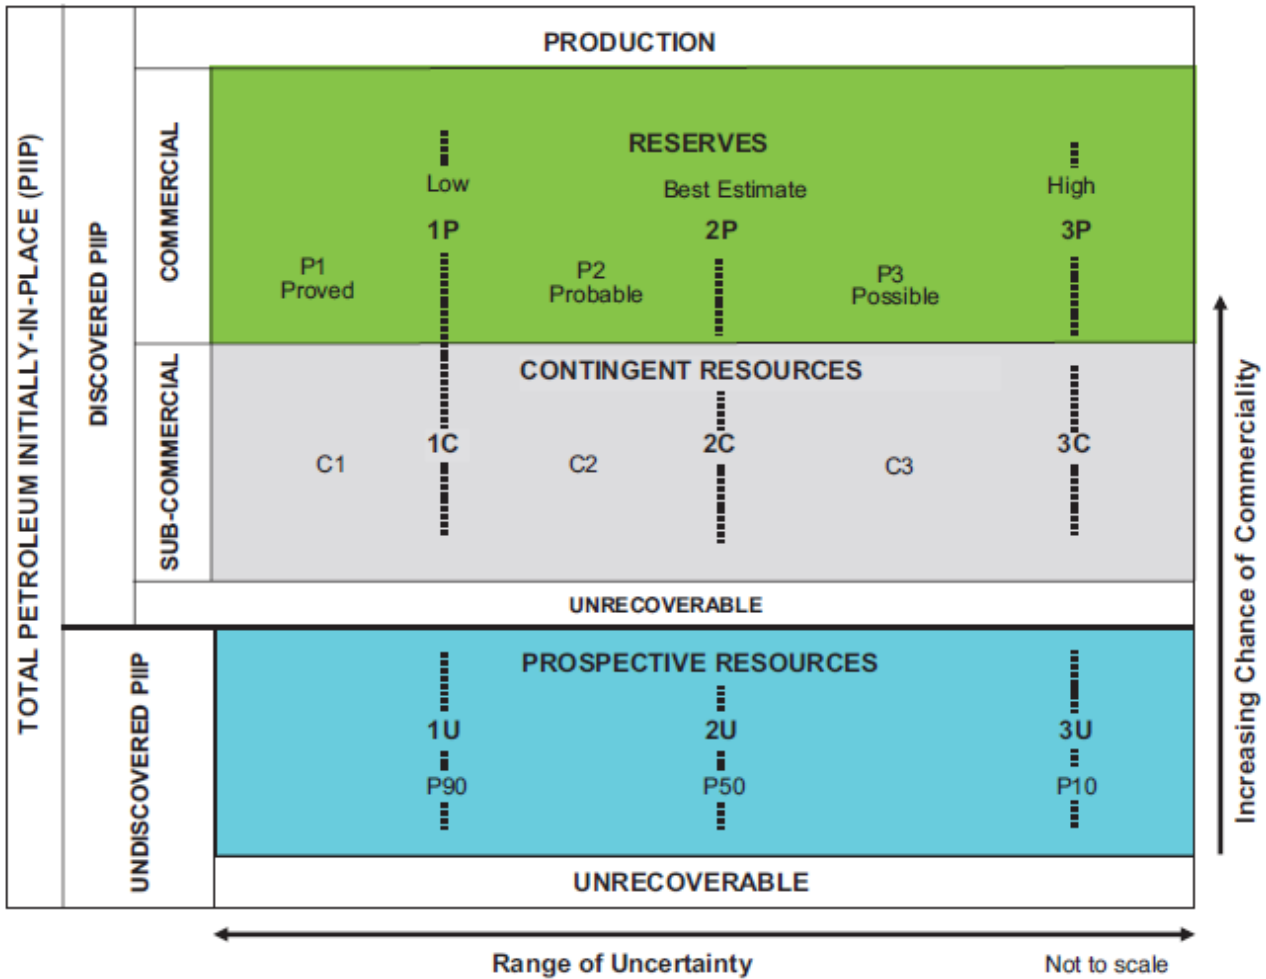 TOTAL PETROLEUM INITIALLY-IN-PLACE (PIIP)
DISCOVERED PIIP
UNDISCOVERED PIIP
COMMERCIAL
SUB-COMMERCIAL
PRODUCTION
RESERVES
Low
Best Estimate
High
1P
2P
3P
P1
Proved
P2
Probable
P3
Possible
CONTINGENT RESOURCES
1C
2C
3C
C1
C2
C3
UNRECOVERABLE
PROSPECTIVE RESOURCES
1U
2U
3U
P90
P50
P10
UNRECOVERABLE
Increasing Chance of Commerciality
Range of Uncertainty
Not to scale